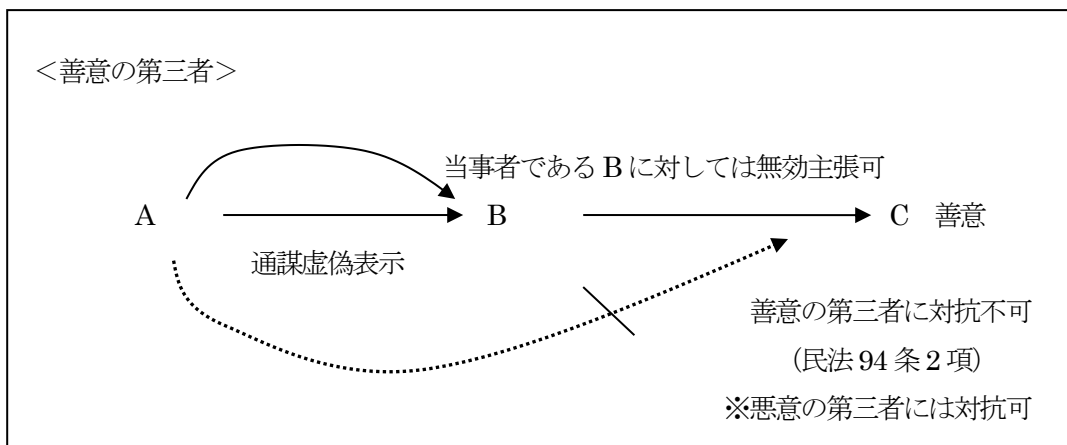 ＜善意の第三者＞
当事者である B に対しては無効主張可
A B C 善意
通謀虚偽表示
善意の第三者に対抗不可
（民法 94 条 2 項）
※悪意の第三者には対抗可